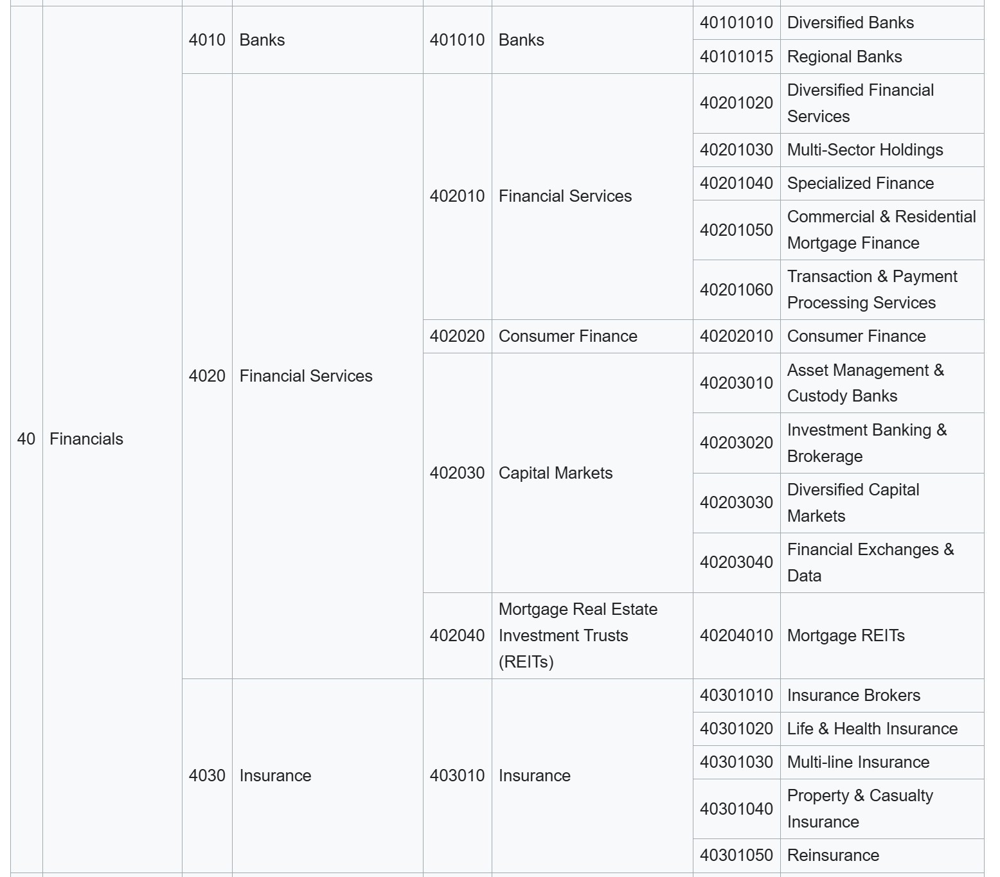 40
Financials
4010
Banks
401010
Banks
40101010
Diversified Banks
40101015
Regional Banks
4020
Financial Services
402010
Financial Services
40201020
Diversified Financial
Services
40201030
Multi-Sector Holdings
40201040
Specialized Finance
40201050
Commercial & Residential
Mortgage Finance
40201060
Transaction & Payment
Processing Services
402020
Consumer Finance
40202010
Consumer Finance
402030
Capital Markets
40203010
Asset Management &
Custody Banks
40203020
Investment Banking &
Brokerage
40203030
Diversified Capital
Markets
40203040
Financial Exchanges &
Data
402040
Mortgage Real Estate
Investment Trusts
(REITs)
40204010
Mortgage REITs
4030
Insurance
403010
Insurance
40301010
Insurance Brokers
40301020
Life & Health Insurance
40301030
Multi-line Insurance
40301040
Property & Casualty
Insurance
40301050
Reinsurance